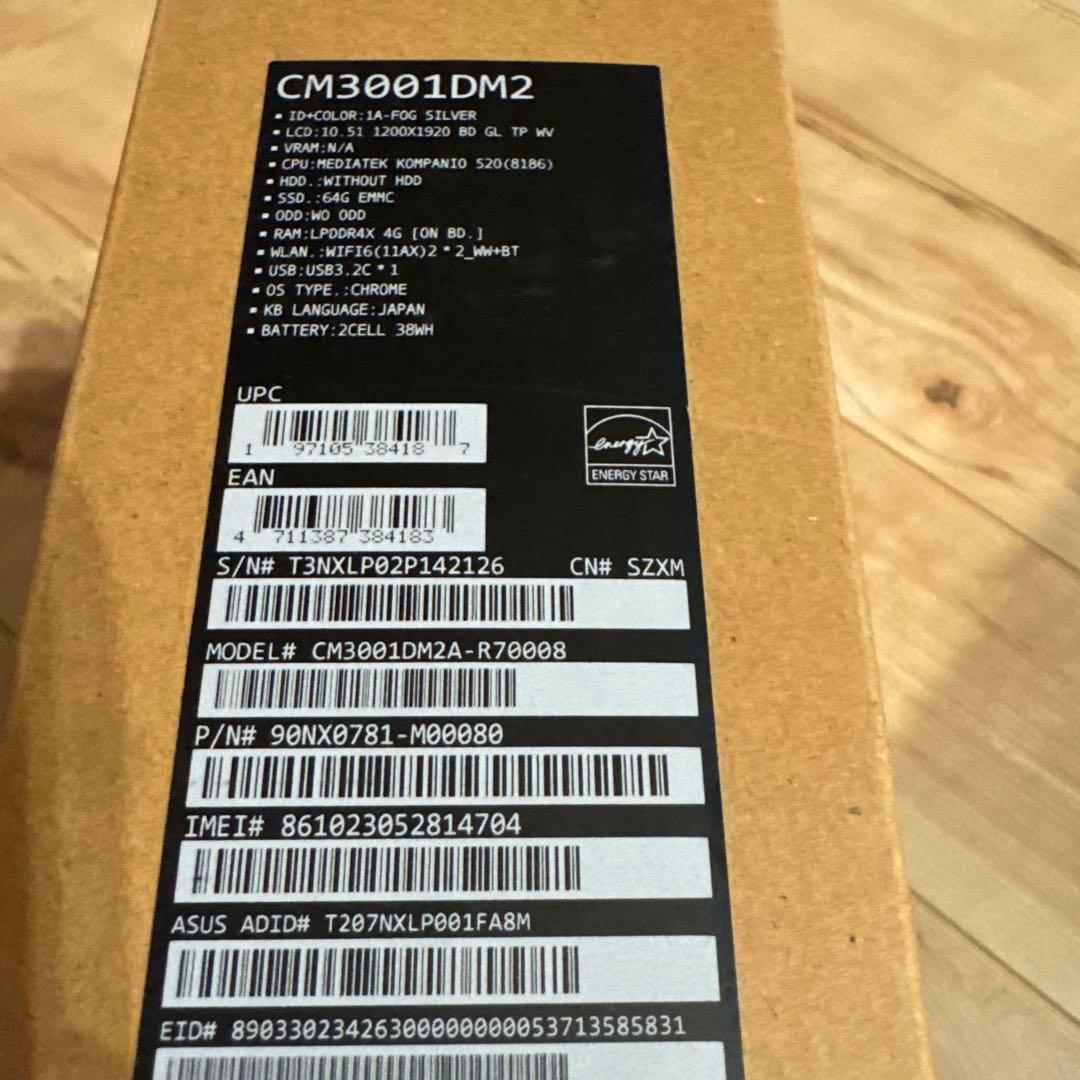 CM3001DM2
▪ ID+COLOR:1A-FOG SILVER
▪ LCD:10.51 1200X1920 BD GL TP WV
▪ VRAM:N/A
▪ CPU:MEDIATEK KOMPANIO 520(8186)
▪ HDD.:WITHOUT HDD
▪ SSD.:64G EMMC
▪ ODD:WO ODD
▪ RAM:LPDDR4X 4G [ON BD.]
▪ WLAN.:WIFI6(11AX)2*2_WW+BT
▪ USB:USB3.2C*1
▪ OS TYPE.:CHROME
▪ KB LANGUAGE:JAPAN
▪ BATTERY:2CELL 38WH
UPC
1 97105 38418 7
energy
ENERGY STAR
EAN
4 711387 384183
S/N# T3NXLP02P142126 CN# SZXM
MODEL# CM3001DM2A-R70008
P/N# 90NX0781-M00080
IMEI# 861023052814704
ASUS ADID# T207NXLP001FA8M
EID# 89033023426300000000053713585831